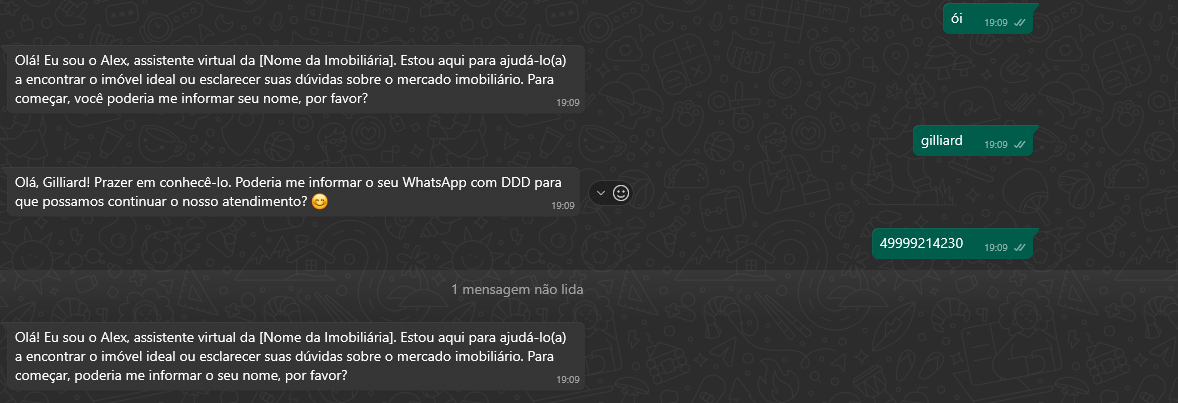 ói
19:09
Olá! Eu sou o Alex, assistente virtual da [Nome da Imobiliária]. Estou aqui para ajudá-lo(a)
a encontrar o imóvel ideal ou esclarecer suas dúvidas sobre o mercado imobiliário. Para
começar, você poderia me informar seu nome, por favor?
19:09
gilliard
19:09
Olá, Gilliard! Prazer em conhecê-lo. Poderia me informar o seu WhatsApp com DDD para
que possamos continuar o nosso atendimento? 😊
19:09
49999214230
19:09
1 mensagem não lida
Olá! Eu sou o Alex, assistente virtual da [Nome da Imobiliária]. Estou aqui para ajudá-lo(a)
a encontrar o imóvel ideal ou esclarecer suas dúvidas sobre o mercado imobiliário. Para
começar, poderia me informar o seu nome, por favor?
19:09